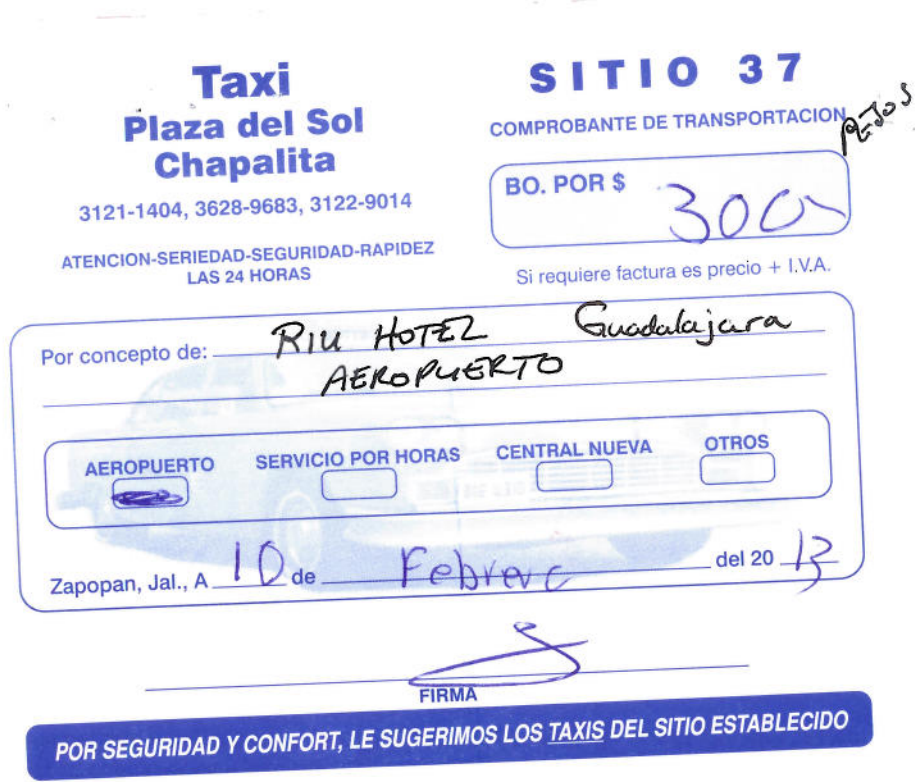 Taxi
Plaza del Sol
Chapalita
3121-1404, 3628-9683, 3122-9014
ATENCION-SERIEDAD-SEGURIDAD-RAPIDEZ
LAS 24 HORAS
SITIO 37
COMPROBANTE DE TRANSPORTACION
PESOS
BO. POR $ 300
Si requiere factura es precio + I.V.A.
Por concepto de: RIU HOTEL Guadalajara
AEROPUERTO
AEROPUERTO SERVICIO POR HORAS CENTRAL NUEVA OTROS
Zapopan, Jal., A 10 de Febrero del 20 13
FIRMA
POR SEGURIDAD Y CONFORT, LE SUGERIMOS LOS TAXIS DEL SITIO ESTABLECIDO